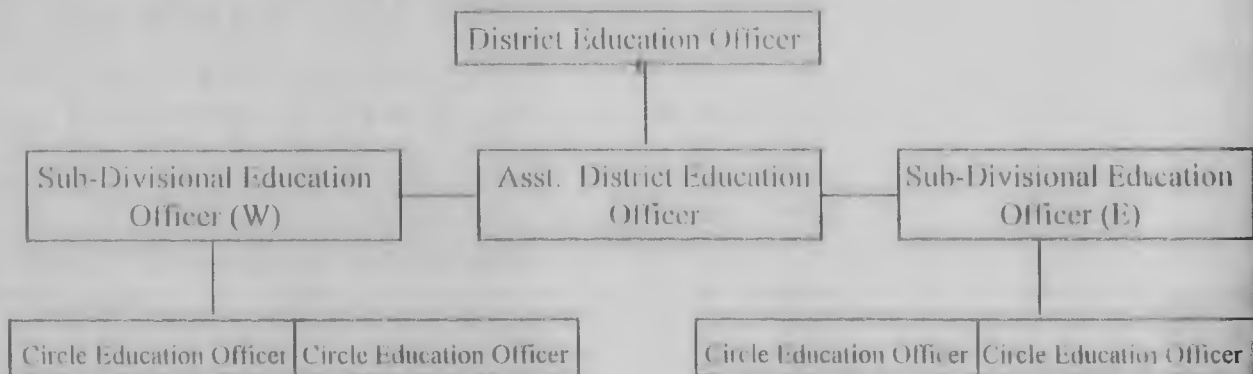 District Education Officer
Sub-Divisional Education
Officer (W)
Asst. District Education
Officer
Sub-Divisional Education
Officer (E)
Circle Education Officer
Circle Education Officer
Circle Education Officer
Circle Education Officer